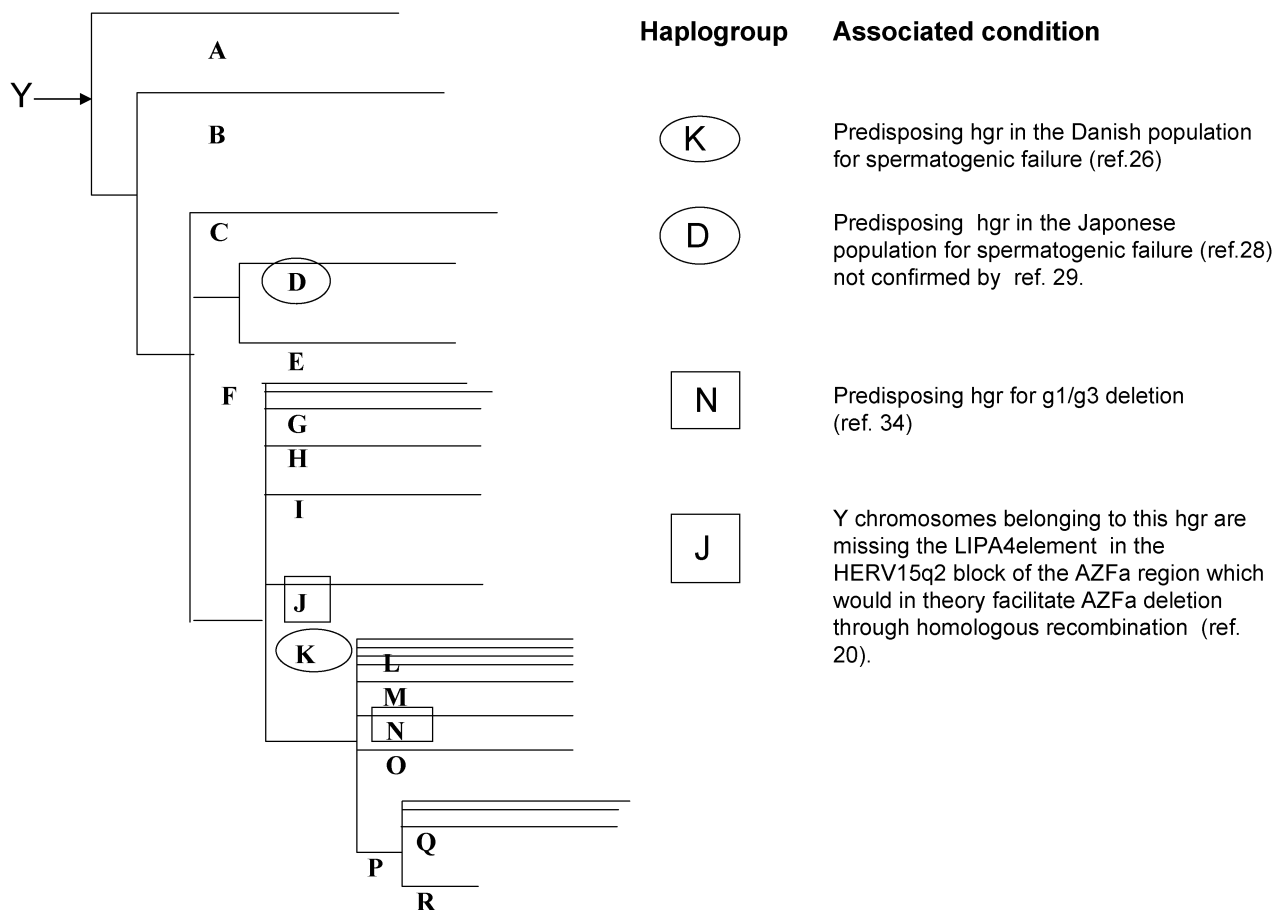 Haplogroup Associated condition
Y
A
B
C
D
E
F
G
H
I
J
K
L
M
N
O
P
Q
R
K
Predisposing hgr in the Danish population
for spermatogenic failure (ref.26)
D
Predisposing hgr in the Japonese
population for spermatogenic failure (ref.28)
not confirmed by ref. 29.
N
Predisposing hgr for g1/g3 deletion
(ref. 34)
J
Y chromosomes belonging to this hgr are
missing the LIPA4element in the
HERV15q2 block of the AZFa region which
would in theory facilitate AZFa deletion
through homologous recombination (ref.
20).